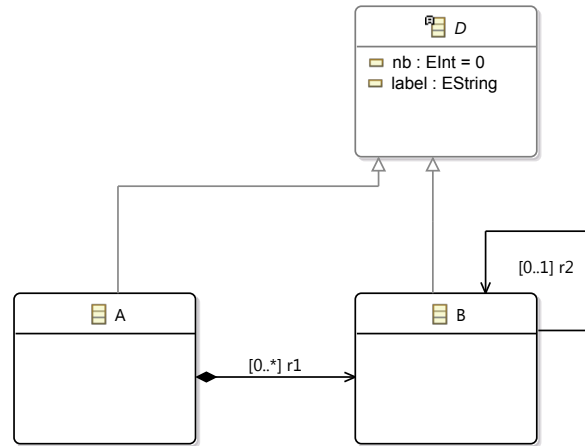 D
nb : EInt = 0
label : EString
[0..1] r2
A
B
[0..*] r1